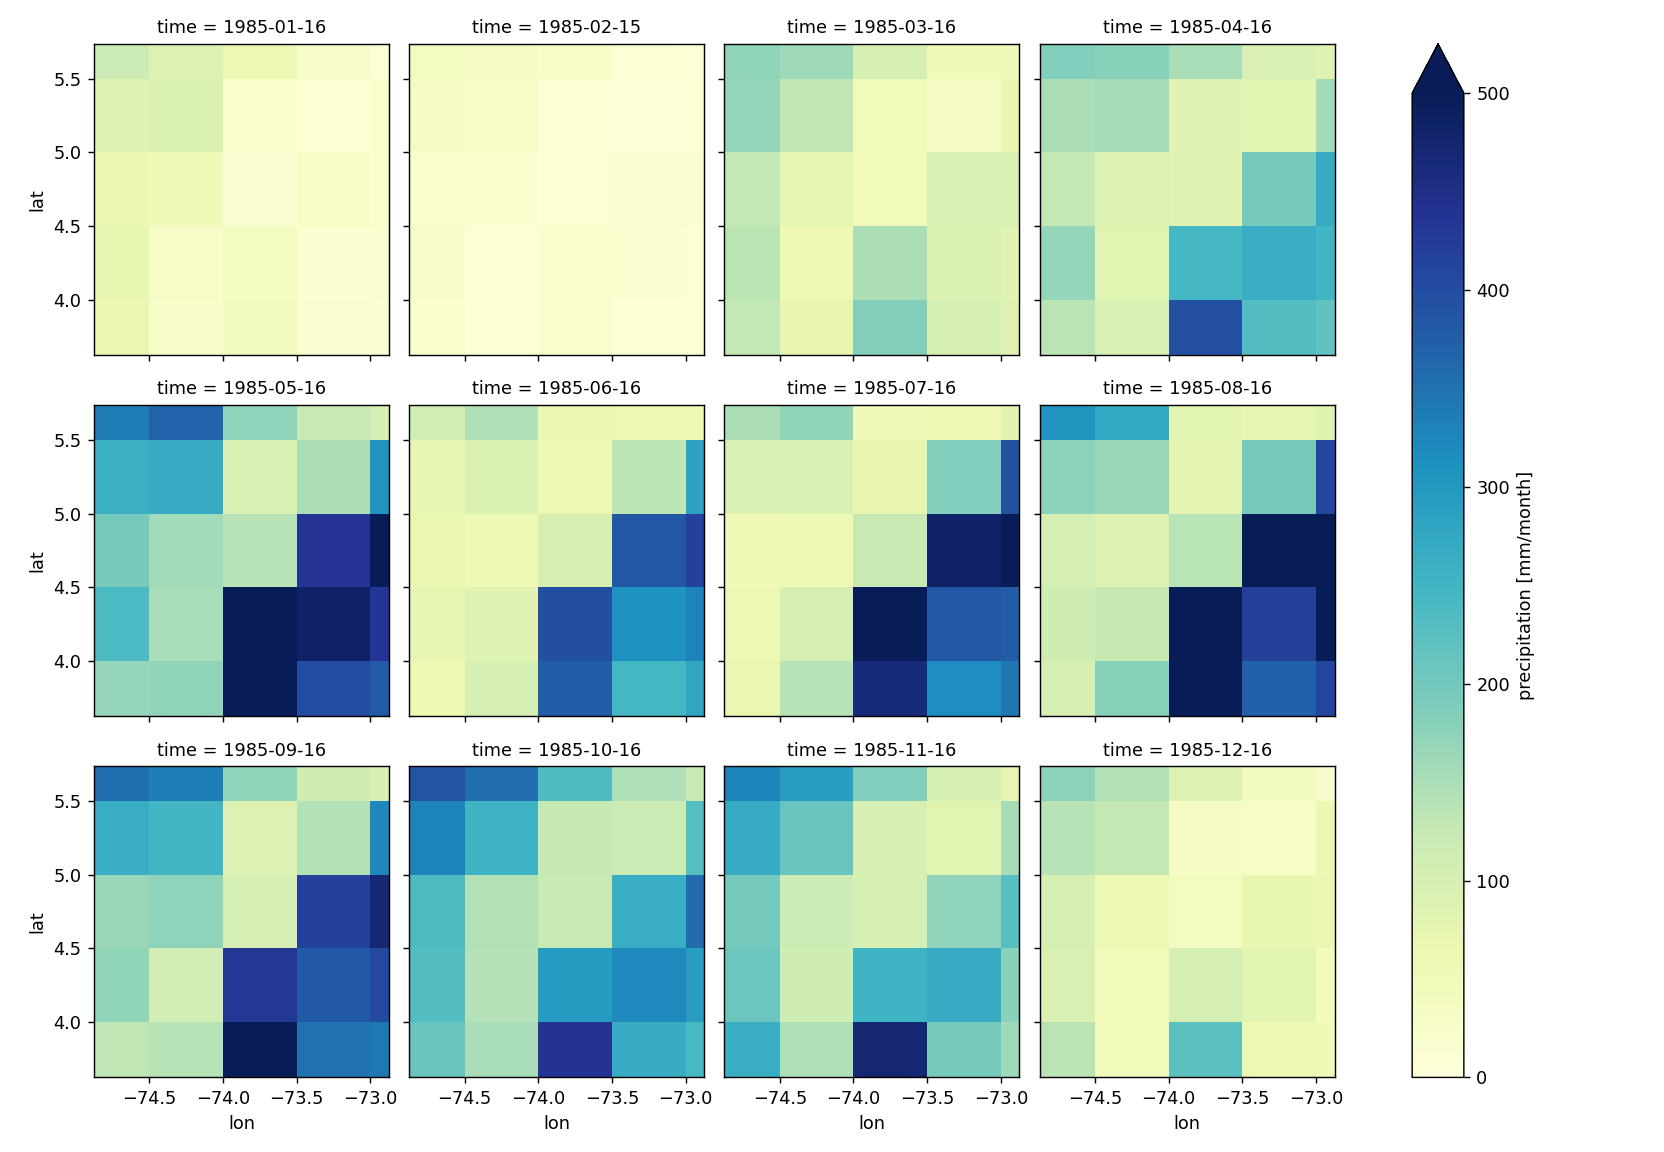 time = 1985-01-16
time = 1985-02-15
time = 1985-03-16
time = 1985-04-16
5.5
5.0
4.5
4.0
lat
time = 1985-05-16
time = 1985-06-16
time = 1985-07-16
time = 1985-08-16
5.5
5.0
4.5
4.0
lat
time = 1985-09-16
time = 1985-10-16
time = 1985-11-16
time = 1985-12-16
5.5
5.0
4.5
4.0
lat
−74.5 −74.0 −73.5 −73.0
lon
−74.5 −74.0 −73.5 −73.0
lon
−74.5 −74.0 −73.5 −73.0
lon
−74.5 −74.0 −73.5 −73.0
lon
500
400
300
200
100
0
precipitation [mm/month]